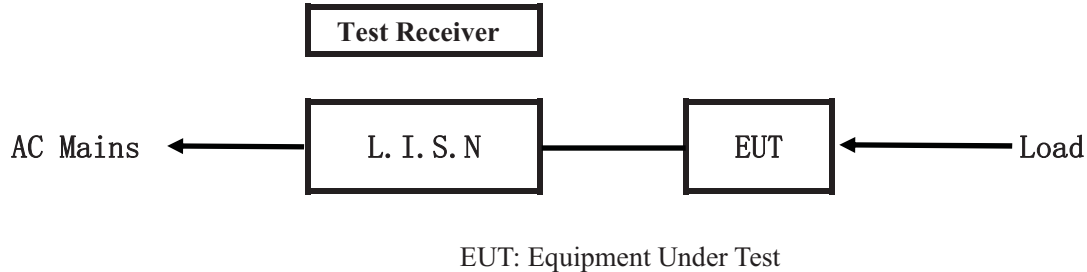 Test Receiver
AC Mains L.I.S.N EUT Load
EUT: Equipment Under Test